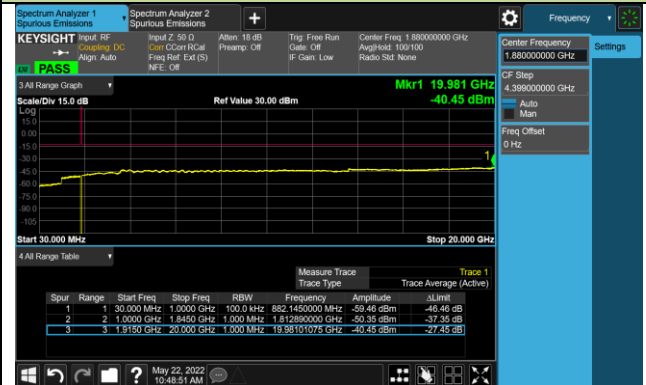 Spectrum Analyzer 1
Spurious Emissions
Spectrum Analyzer 2
Spurious Emissions
Frequency
KEYSIGHT
Input: RF
Coupling: DC
Align: Auto
Input Z: 50 Ω
Corr CCorr RCal
Freq Ref: Ext (S)
NFE: Off
Atten: 18 dB
Preamp: Off
Trig: Free Run
Gate: Off
IF Gain: Low
Center Freq: 1.880000000 GHz
Avg|Hold: 100/100
Radio Std: None
PASS
Center Frequency
1.880000000 GHz
Settings
CF Step
4.399000000 GHz
Auto
Man
Freq Offset
0 Hz
3 All Range Graph
Mkr1 19.981 GHz
Scale/Div 15.0 dB
Ref Value 30.00 dBm
-40.45 dBm
Log
15.0
0.00
-15.0
-30.0
-45.0
-60.0
-75.0
-90.0
-105
1
Start 30.000 MHz
Stop 20.000 GHz
4 All Range Table
Measure Trace Trace 1
Trace Type Trace Average (Active)
Spur Range Start Freq Stop Freq RBW Frequency Amplitude ΔLimit
1 1 30.000 MHz 1.0000 GHz 100.0 kHz 882.1450000 MHz -59.46 dBm -46.46 dB
2 2 1.0000 GHz 1.8450 GHz 1.000 MHz 1.812890000 GHz -50.35 dBm -37.35 dB
3 3 1.9150 GHz 20.000 GHz 1.000 MHz 19.98101075 GHz -40.45 dBm -27.45 dB
May 22, 2022
10:48:51 AM